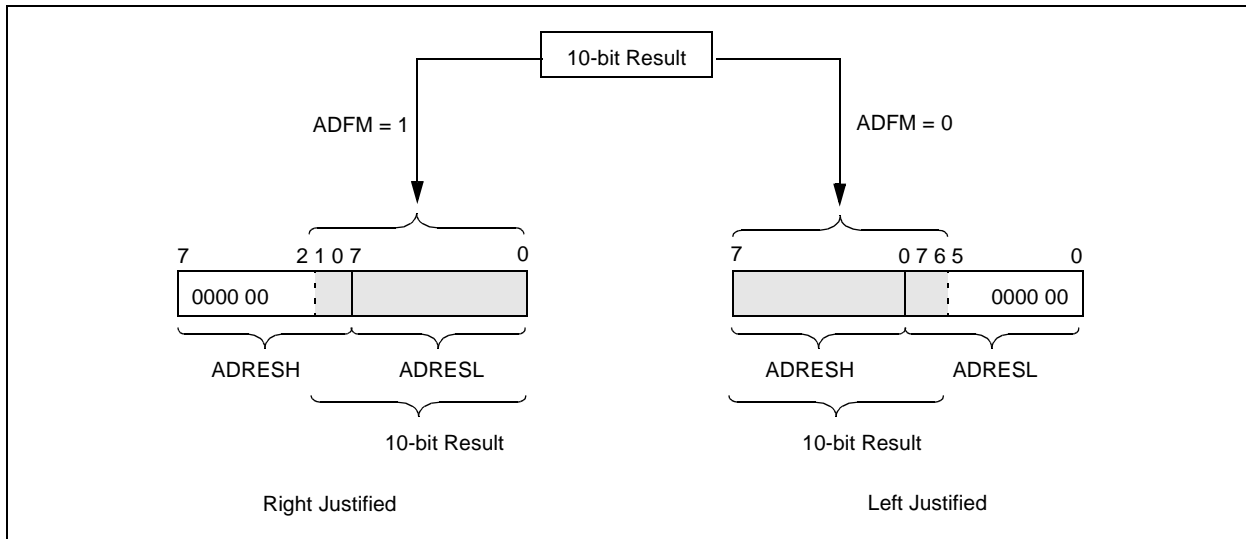 10-bit Result
ADFM = 1
ADFM = 0
7 2 1 0 7 0
7 0 7 6 5 0
0000 00
0000 00
ADRESH ADRESL
ADRESH ADRESL
10-bit Result
10-bit Result
Right Justified
Left Justified